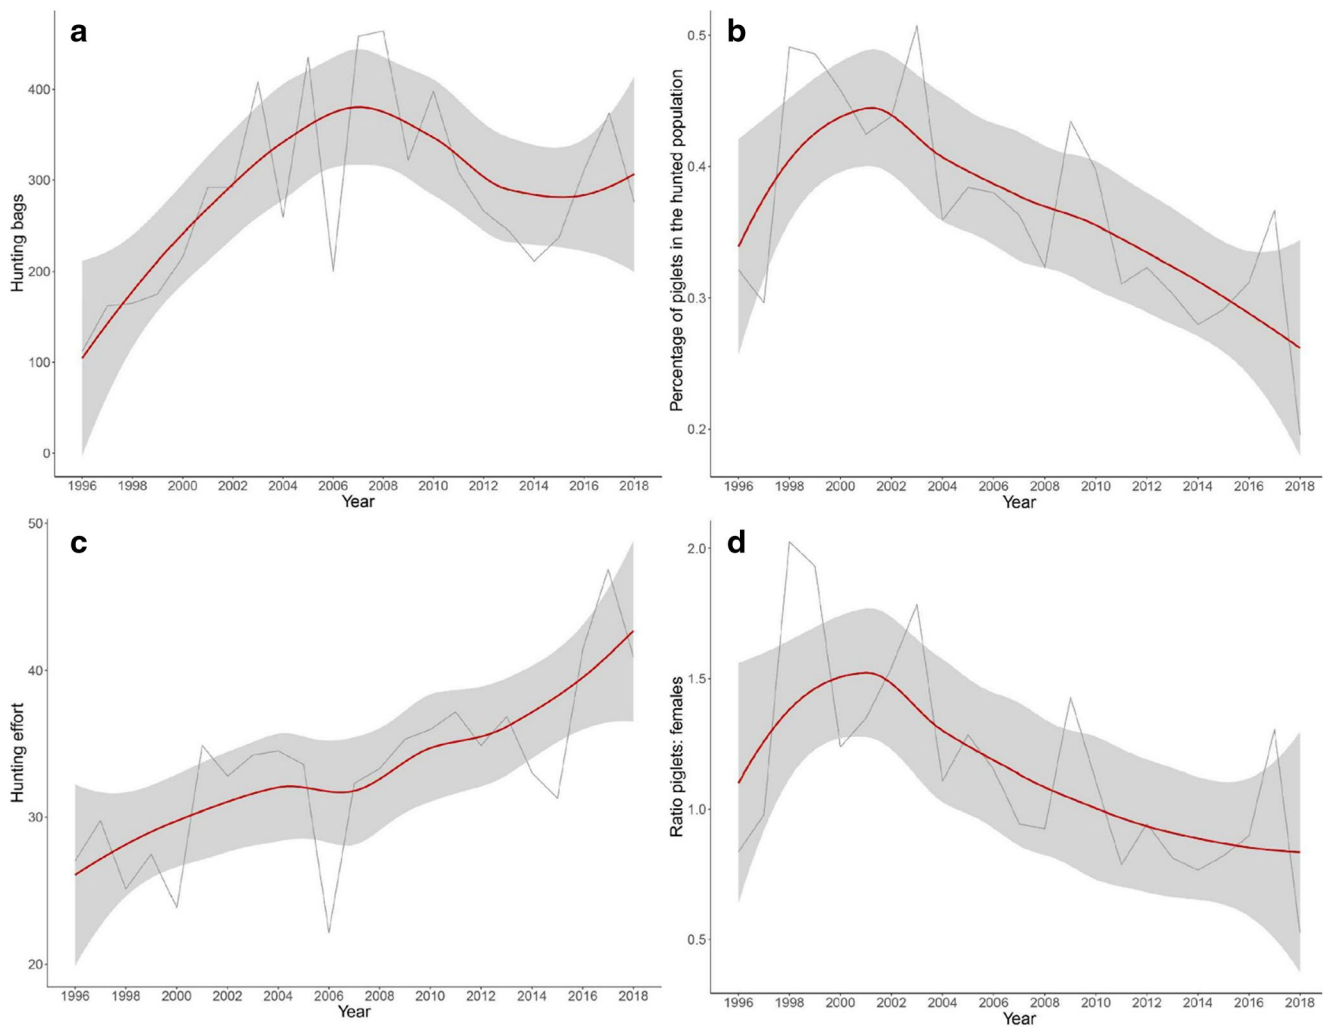 a
Hunting bags
400
300
200
100
0
1996 1998 2000 2002 2004 2006 2008 2010 2012 2014 2016 2018
Year
b
Percentage of piglets in the hunted population
0.5
0.4
0.3
0.2
1996 1998 2000 2002 2004 2006 2008 2010 2012 2014 2016 2018
Year
c
Hunting effort
50
40
30
20
1996 1998 2000 2002 2004 2006 2008 2010 2012 2014 2016 2018
Year
d
Ratio piglets: females
2.0
1.5
1.0
0.5
1996 1998 2000 2002 2004 2006 2008 2010 2012 2014 2016 2018
Year